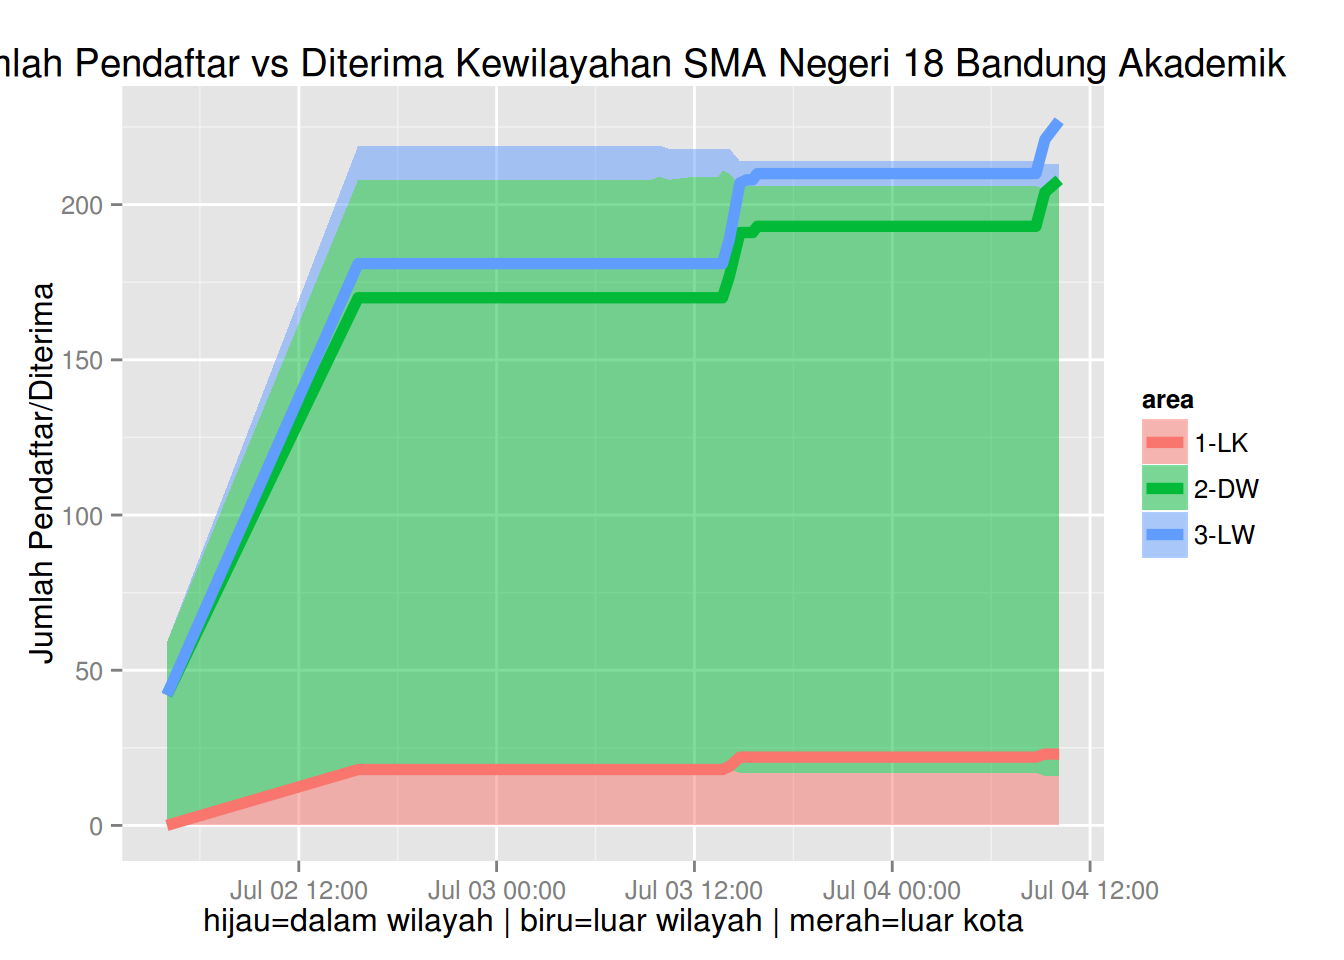 mlah Pendaftar vs Diterima Kewilayahan SMA Negeri 18 Bandung Akademik
Jumlah Pendaftar/Diterima
200
150
100
50
0
Jul 02 12:00
Jul 03 00:00
Jul 03 12:00
Jul 04 00:00
Jul 04 12:00
hijau=dalam wilayah | biru=luar wilayah | merah=luar kota
area
1-LK
2-DW
3-LW